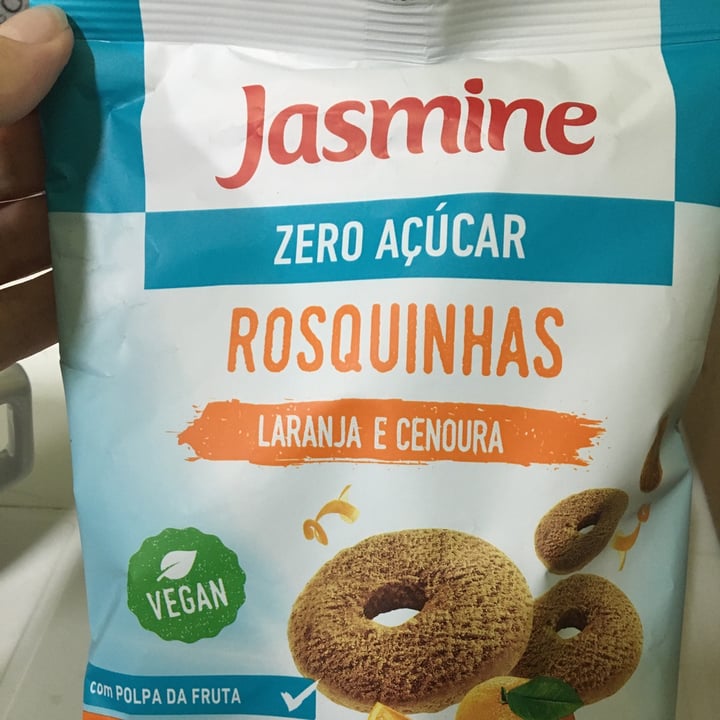 Jasmine
ZERO AÇÚCAR
ROSQUINHAS
LARANJA E CENOURA
VEGAN
com POLPA DA FRUTA